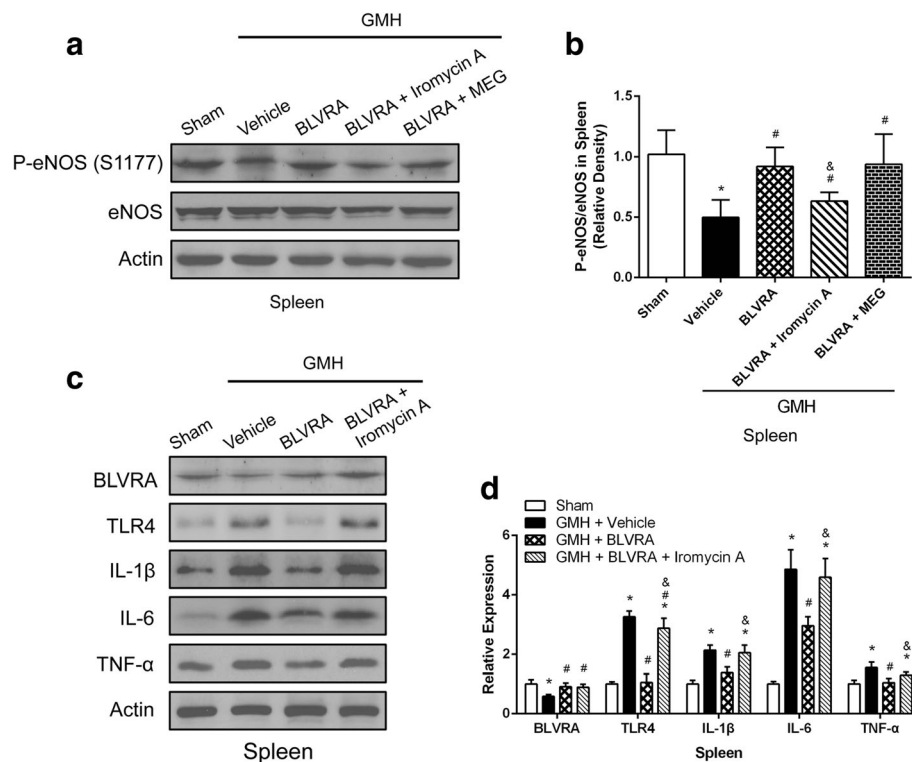 a
GMH
Sham
Vehicle
BLVRA
BLVRA + Iromycin A
BLVRA + MEG
P-eNOS (S1177)
eNOS
Actin
Spleen
b
P-eNOS/eNOS in Spleen
(Relative Density)
1.5
1.0
0.5
0.0
*
#
&
#
#
Sham
Vehicle
BLVRA
BLVRA + Iromycin A
BLVRA + MEG
GMH
Spleen
c
GMH
Sham
Vehicle
BLVRA
BLVRA +
Iromycin A
BLVRA
TLR4
IL-1β
IL-6
TNF-α
Actin
Spleen
d
Sham
GMH + Vehicle
GMH + BLVRA
GMH + BLVRA + Iromycin A
Relative Expression
6
4
2
0
* # #
* # & # *
* # & *
* # & *
* # & *
BLVRA TLR4 IL-1β IL-6 TNF-α
Spleen